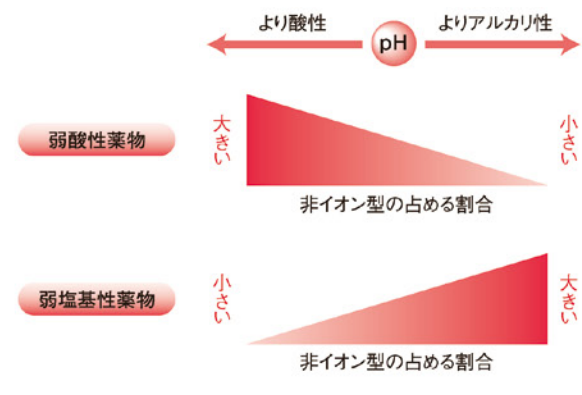 より酸性
pH
よりアルカリ性
弱酸性薬物
大きい
小さい
非イオン型の占める割合
弱塩基性薬物
小さい
大きい
非イオン型の占める割合